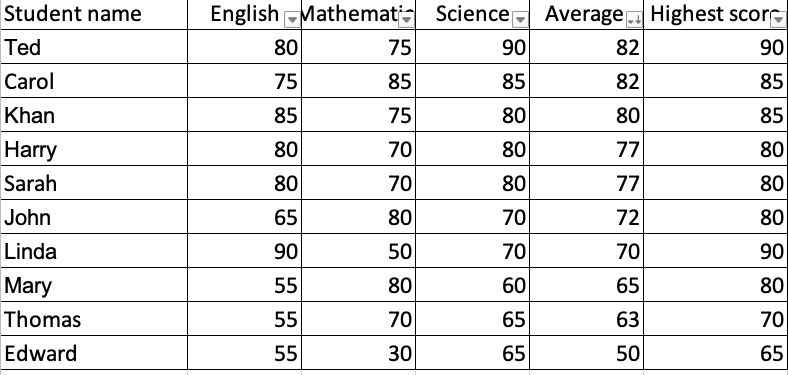 Student name English Mathematic Science Average Highest score
Ted 80 75 90 82 90
Carol 75 85 85 82 85
Khan 85 75 80 80 85
Harry 80 70 80 77 80
Sarah 80 70 80 77 80
John 65 80 70 72 80
Linda 90 50 70 70 90
Mary 55 80 60 65 80
Thomas 55 70 65 63 70
Edward 55 30 65 50 65